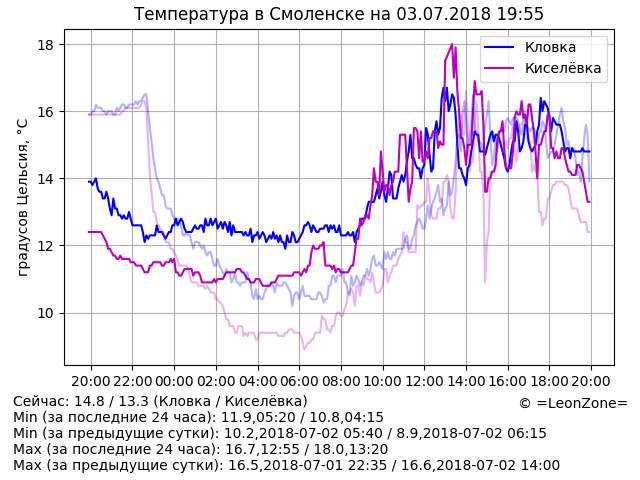 Температура в Смоленске на 03.07.2018 19:55
Кловка
Киселёвка
градусов Цельсия, °C
18
16
14
12
10
20:00 22:00 00:00 02:00 04:00 06:00 08:00 10:00 12:00 14:00 16:00 18:00 20:00
Сейчас: 14.8 / 13.3 (Кловка / Киселёвка)
© =LeonZone=
Min (за последние 24 часа): 11.9,05:20 / 10.8,04:15
Min (за предыдущие сутки): 10.2,2018-07-02 05:40 / 8.9,2018-07-02 06:15
Max (за последние 24 часа): 16.7,12:55 / 18.0,13:20
Max (за предыдущие сутки): 16.5,2018-07-01 22:35 / 16.6,2018-07-02 14:00